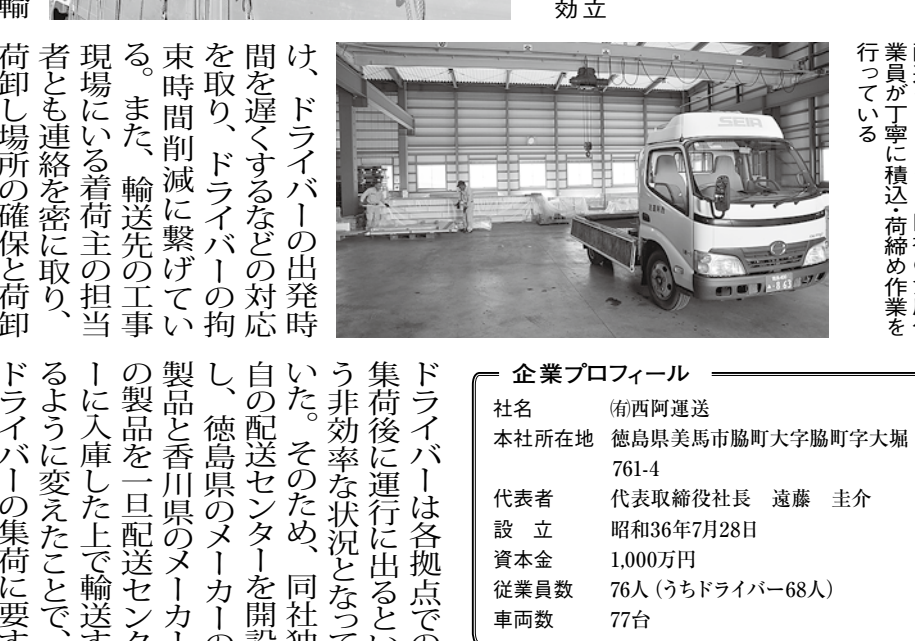 輸
効立
業員が丁寧に積込・荷締め作業を
行っている
け、ドライバーの出発時
間を遅くするなどの対応
を取り、ドライバーの拘
束時間削減に繋げてい
る。また、輸送先の工事
現場にいる着荷主の担当
者とも連絡を密に取り、
荷卸し場所の確保と荷卸
SEIA
ドライバーは各拠点での
集荷後に運行に出るとい
う非効率な状況となって
いた。そのため、同社独
自の配送センターを開設
し、徳島県のメーカーの
製品と香川県のメーカー
の製品を一旦配送センタ
ーに入庫した上で輸送す
るように変えたことで、
ドライバーの集荷に要す
企業プロフィール
社名 ㈲西阿運送
本社所在地 徳島県美馬市脇町大字脇町字大堀
761-4
代表者 代表取締役社長 遠藤 圭介
設立 昭和36年7月28日
資本金 1,000万円
従業員数 76人（うちドライバー68人）
車両数 77台